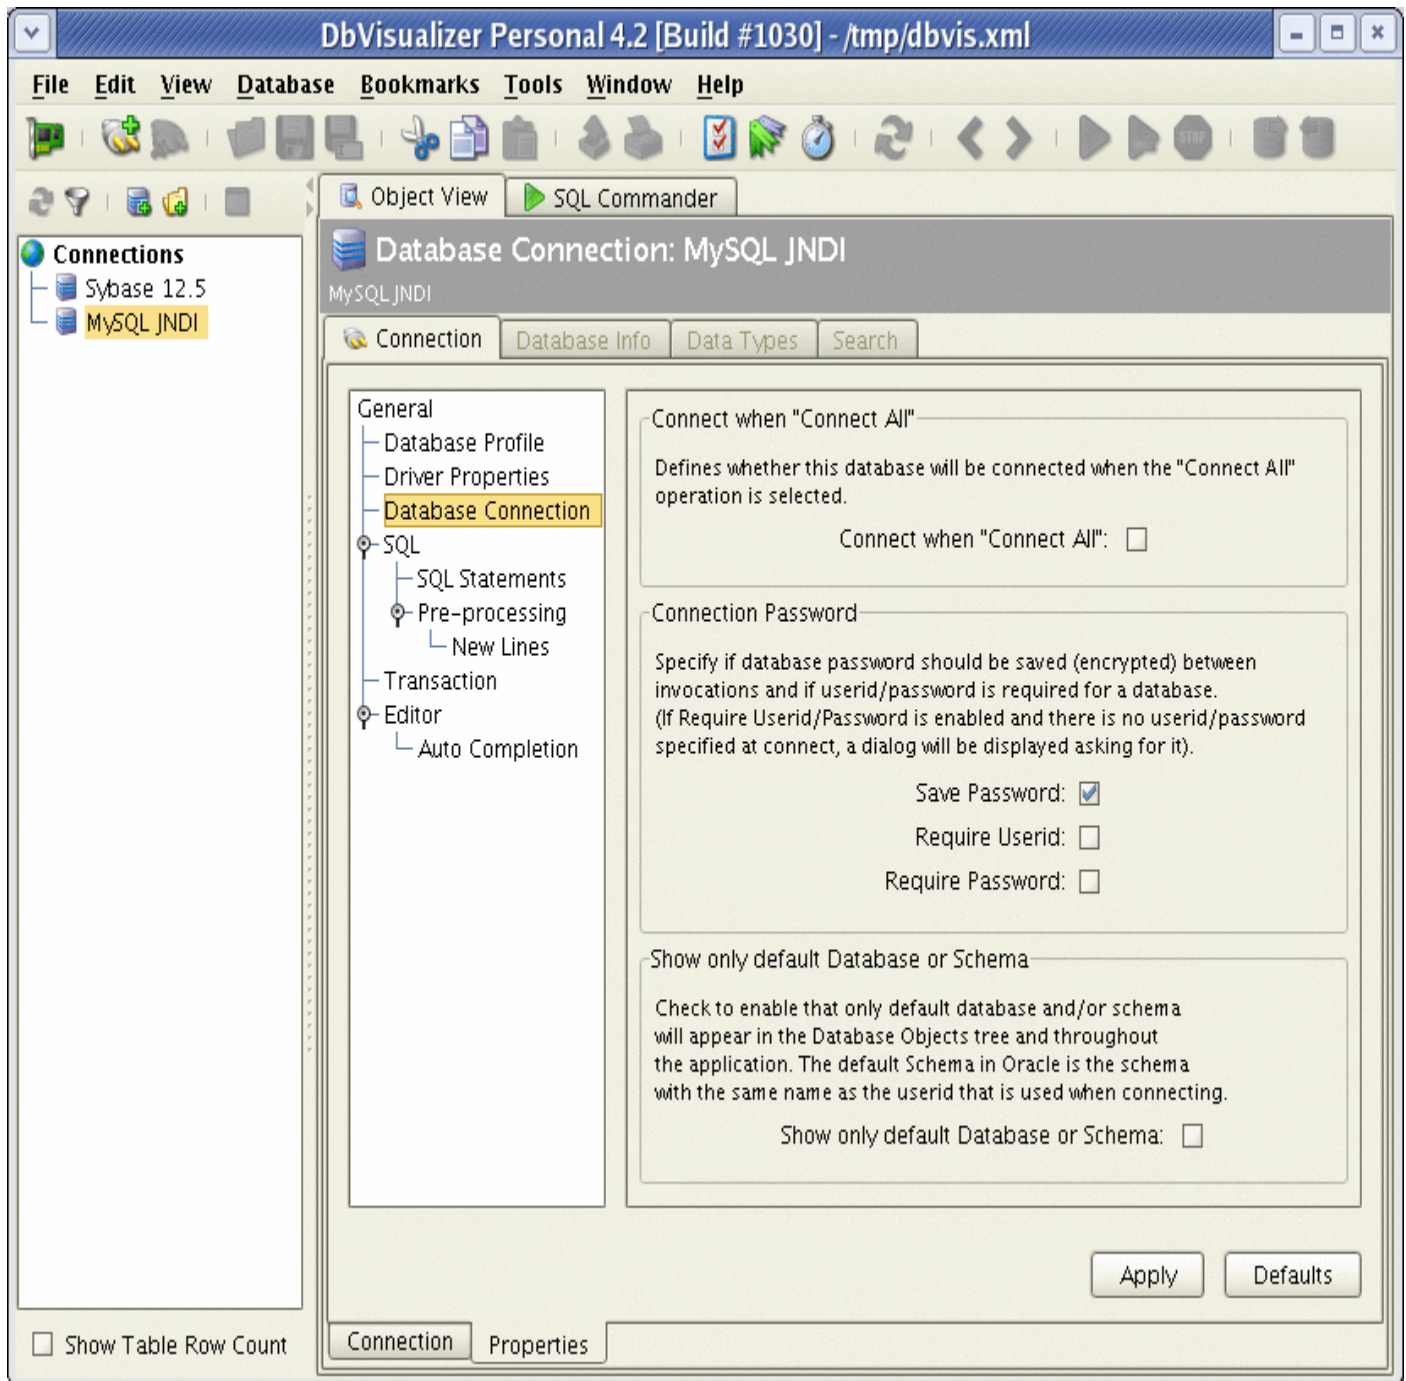 DbVisualizer Personal 4.2 [Build #1030] - /tmp/dbvis.xml
File Edit View Database Bookmarks Tools Window Help
STOP
Object View SQL Commander
Connections
Sybase 12.5
MySQL JNDI
Database Connection: MySQL JNDI
MySQL JNDI
Connection Database Info Data Types Search
General
Database Profile
Driver Properties
Database Connection
SQL
SQL Statements
Pre-processing
New Lines
Transaction
Editor
Auto Completion
Connect when "Connect All"
Defines whether this database will be connected when the "Connect All"
operation is selected.
Connect when "Connect All":
Connection Password
Specify if database password should be saved (encrypted) between
invocations and if userid/password is required for a database.
(If Require Userid/Password is enabled and there is no userid/password
specified at connect, a dialog will be displayed asking for it).
Save Password:
Require Userid:
Require Password:
Show only default Database or Schema
Check to enable that only default database and/or schema
will appear in the Database Objects tree and throughout
the application. The default Schema in Oracle is the schema
with the same name as the userid that is used when connecting.
Show only default Database or Schema:
Apply Defaults
Show Table Row Count
Connection Properties